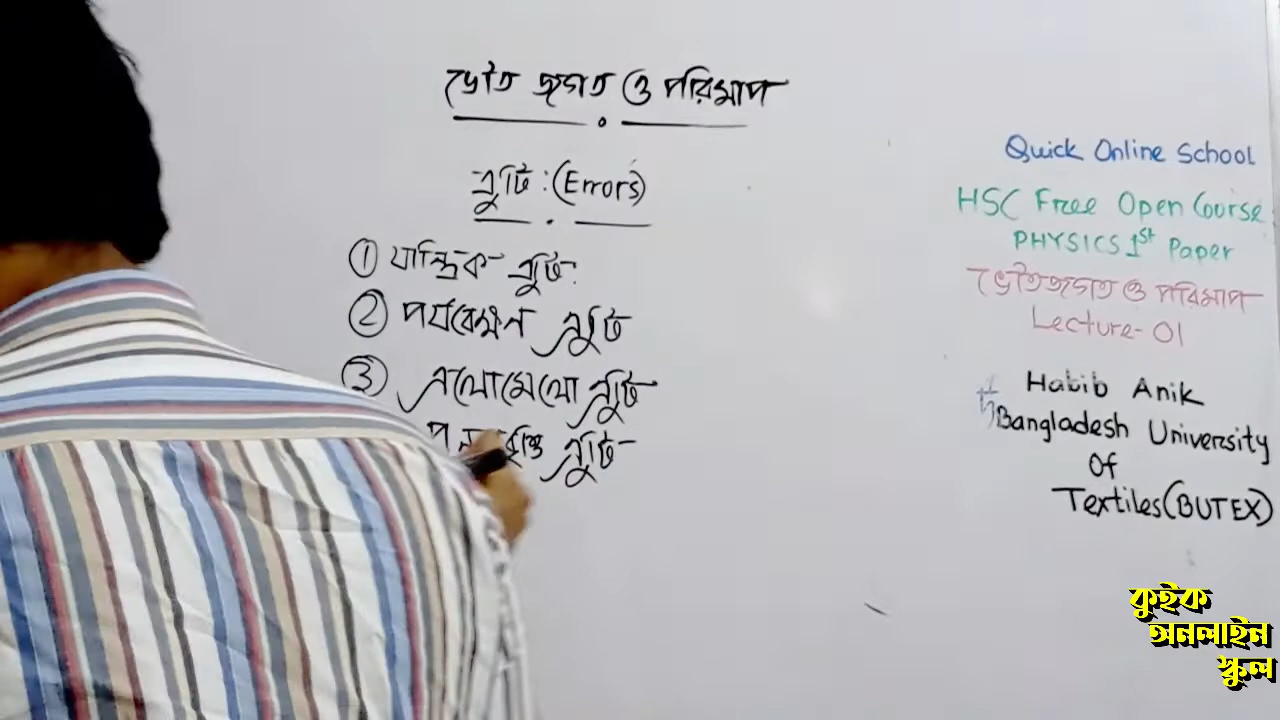 ভৌত জগত ও পরিমাপ
ত্রুটি :(Errors)
① যান্ত্রিক ত্রুটি:
② পর্যবেক্ষন ত্রুটি
③ এলোমেলো ত্রুটি
ত্রুটি
Quick Online School
HSC Free Open Course
PHYSICS 1st Paper
ভৌতজগত ও পরিমাপ
Lecture-01
Habib Anik
Bangladesh University
Of
Textiles(BUTEX)
কুইক
অনলাইন
স্কুল